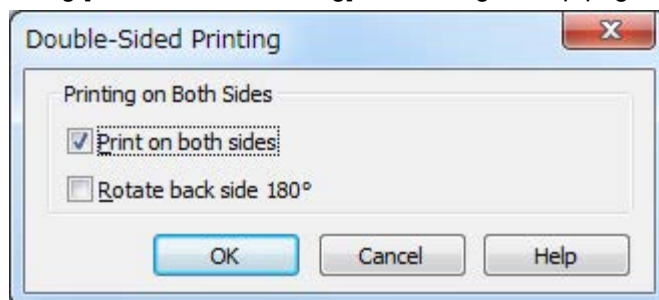 Double-Sided Printing
Printing on Both Sides
Print on both sides
Rotate back side 180°
OK Cancel Help